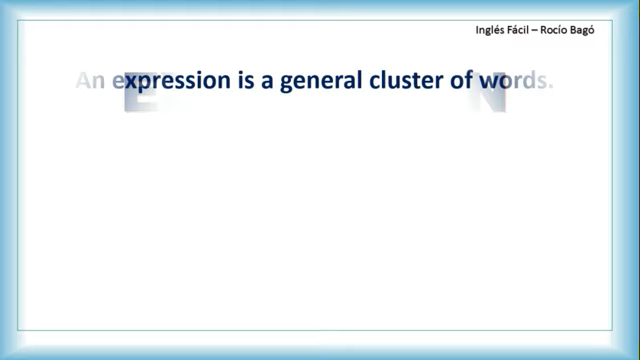 Inglés Fácil – Rocío Bagó
An expression is a general cluster of words.